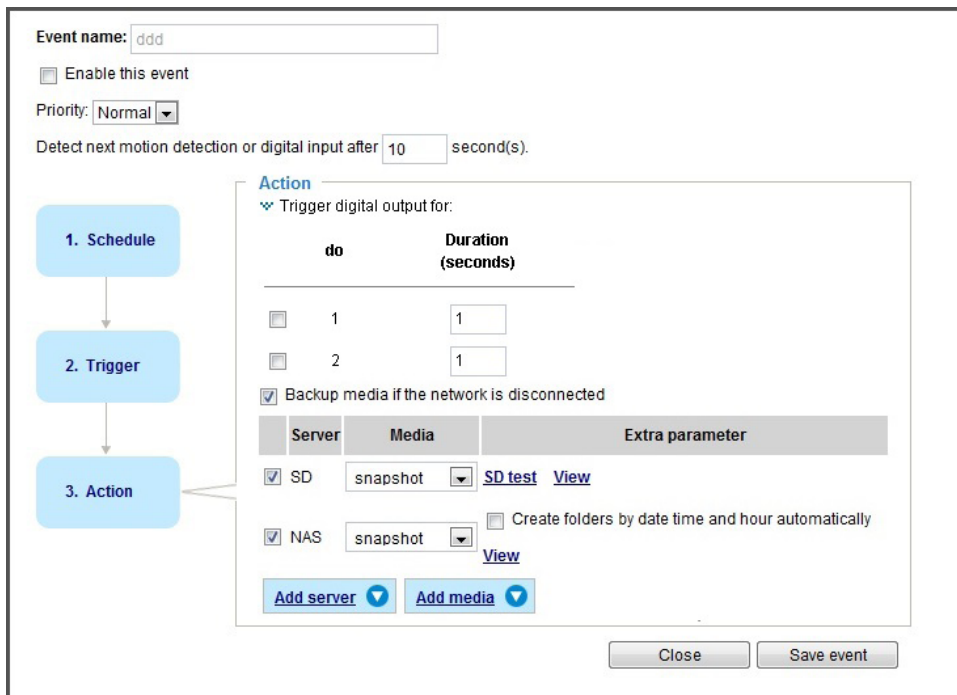 Event name: ddd
Enable this event
Priority: Normal
Detect next motion detection or digital input after 10 second(s).
Action
Trigger digital output for:
do Duration (seconds)
1 1
2 1
Backup media if the network is disconnected
Server Media Extra parameter
SD snapshot SD test View
NAS snapshot Create folders by date time and hour automatically
View
Add server Add media
1. Schedule
2. Trigger
3. Action
Close Save event